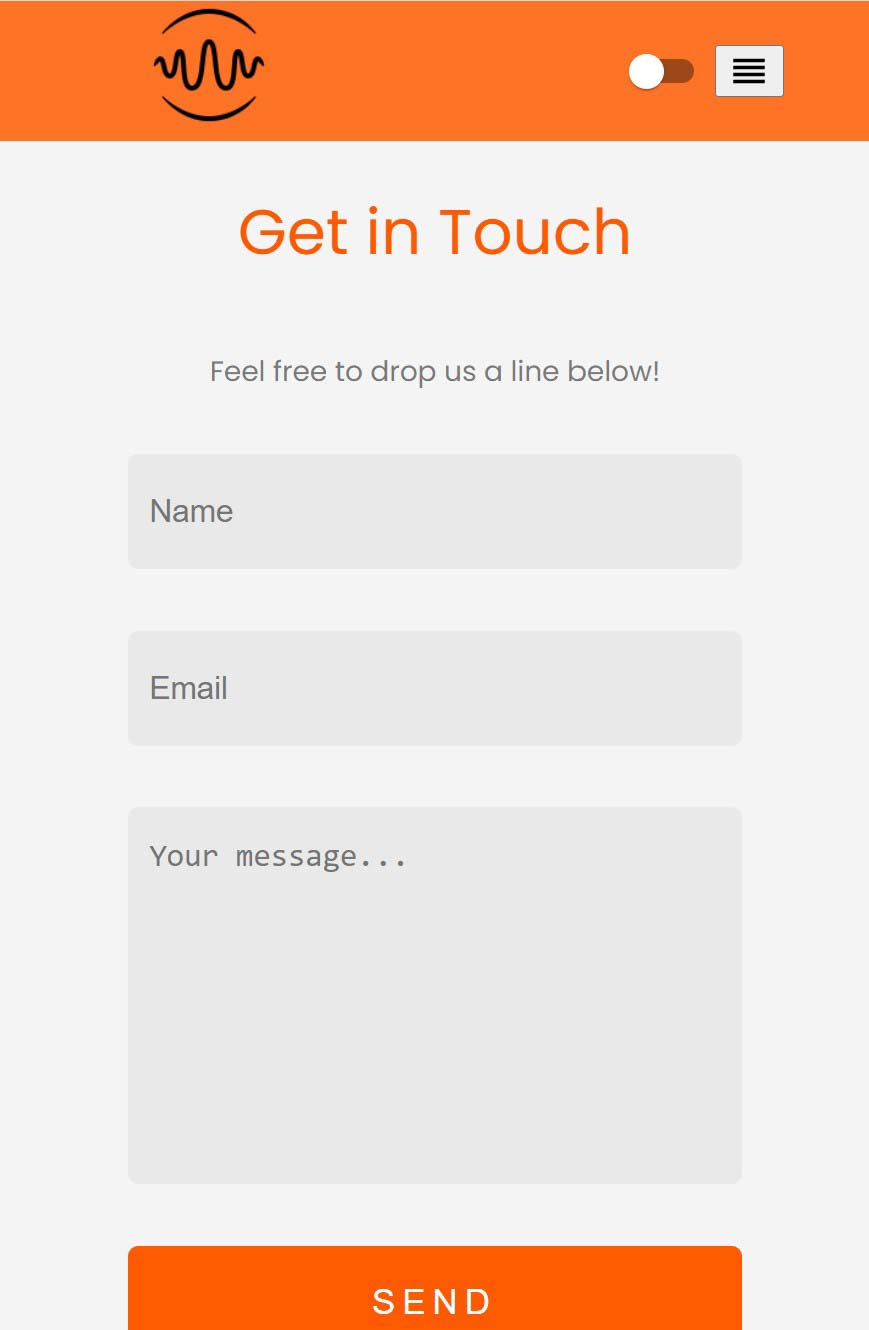 Get in Touch
Feel free to drop us a line below!
Name
Email
Your message...
SEND